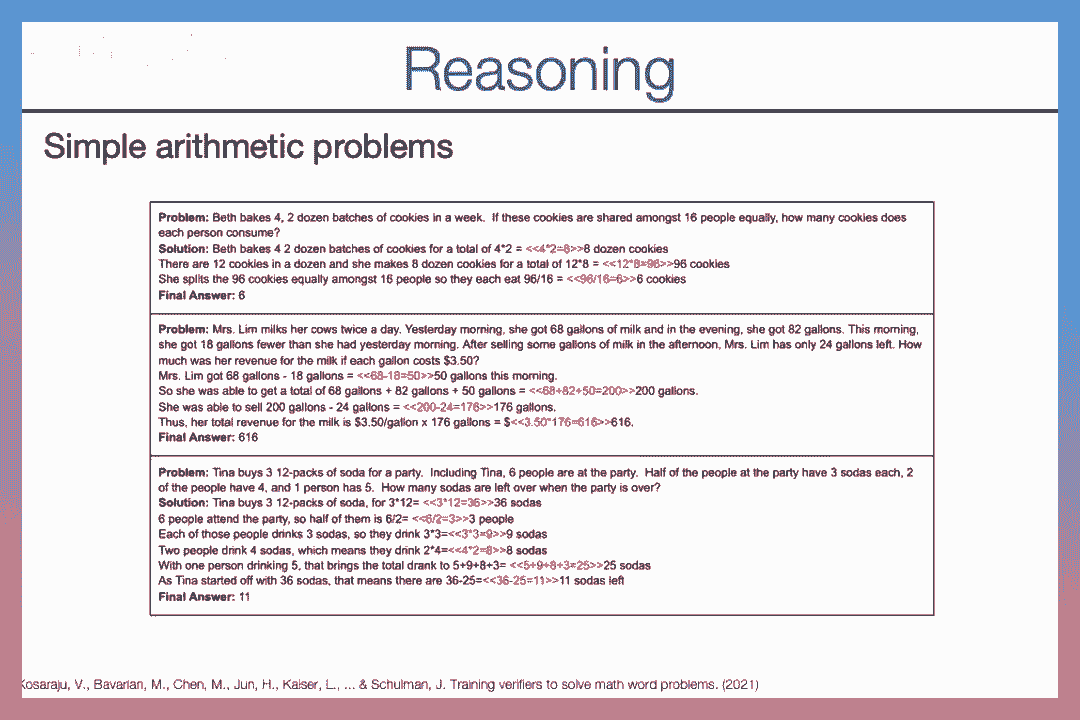 Reasoning
Simple arithmetic problems
Problem: Beth bakes 4, 2 dozen batches of cookies in a week. If these cookies are shared amongst 16 people equally, how many cookies does
each person consume?
Solution: Beth bakes 4 2 dozen batches of cookies for a total of 4*2 = <<4*2=8>>8 dozen cookies
There are 12 cookies in a dozen and she makes 8 dozen cookies for a total of 12*8 = <<12*8=96>>96 cookies
She splits the 96 cookies equally amongst 16 people so they each eat 96/16 = <<96/16=6>>6 cookies
Final Answer: 6
Problem: Mrs. Lim milks her cows twice a day. Yesterday morning, she got 68 gallons of milk and in the evening, she got 82 gallons. This morning,
she got 18 gallons fewer than she had yesterday morning. After selling some gallons of milk in the afternoon, Mrs. Lim has only 24 gallons left. How
much was her revenue for the milk if each gallon costs $3.50?
Mrs. Lim got 68 gallons - 18 gallons = <<68-18=50>>50 gallons this morning.
So she was able to get a total of 68 gallons + 82 gallons + 50 gallons = <<68+82+50=200>>200 gallons.
She was able to sell 200 gallons - 24 gallons = <<200-24=176>>176 gallons.
Thus, her total revenue for the milk is $3.50/gallon x 176 gallons = $<<3.50*176=616>>616.
Final Answer: 616
Problem: Tina buys 3 12-packs of soda for a party. Including Tina, 6 people are at the party. Half of the people at the party have 3 sodas each, 2
of the people have 4, and 1 person has 5. How many sodas are left over when the party is over?
Solution: Tina buys 3 12-packs of soda, for 3*12= <<3*12=36>>36 sodas
6 people attend the party, so half of them is 6/2= <<6/2=3>>3 people
Each of those people drinks 3 sodas, so they drink 3*3=<<3*3=9>>9 sodas
Two people drink 4 sodas, which means they drink 2*4=<<4*2=8>>8 sodas
With one person drinking 5, that brings the total drank to 5+9+8+3= <<5+9+8+3=25>>25 sodas
As Tina started off with 36 sodas, that means there are 36-25=<<36-25=11>>11 sodas left
Final Answer: 11
Kosaraju, V., Bavarian, M., Chen, M., Jun, H., Kaiser, L., ... & Schulman, J. Training verifiers to solve math word problems. (2021)